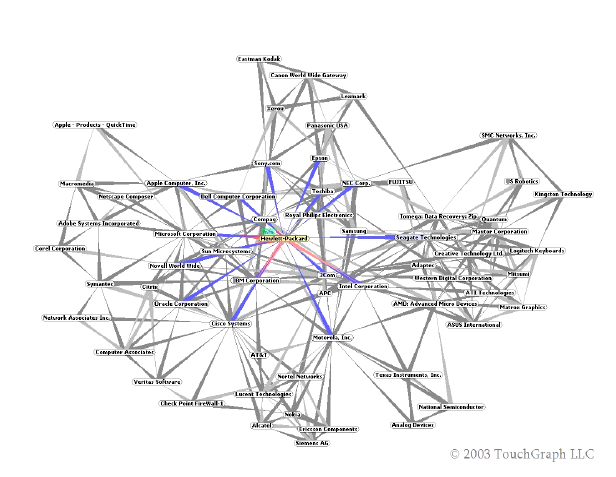 Eastman Kodak
Canon World Wide Gateway
Lexmark
Xerox
Apple - Products - QuickTime
Panasonic USA
SMC Networks, Inc.
Epson
Sony.com
Macromedia
Apple Computer, Inc.
NEC Corp.
FUJITSU
US Robotics
Toshiba
Kingston Technology
Netscape Composer
Dell Computer Corporation
Compaq
Royal Philips Electronics
Iomega: Data Recovery: Zip
Quantum
Adobe Systems Incorporated
Microsoft Corporation
Samsung
Maxtor Corporation
Hewlett-Packard
Seagate Technologies
Corel Corporation
Sun Microsystems
Logitech Keyboards
Creative Technology Ltd.
Novell World Wide
Adaptec
3Com
Mitsumi
Western Digital Corporation
Symantec
Citrix
IBM Corporation
Intel Corporation
APC
ATI Technologies
Oracle Corporation
AMD: Advanced Micro Devices
Matrox Graphics
Network Associates Inc.
Cisco Systems
ASUS International
Motorola, Inc.
Computer Associates
AT&T
Texas Instruments, Inc.
Nortel Networks
Veritas Software
Lucent Technologies
Check Point FireWall-1
National Semiconductor
Nokia
Alcatel
Ericsson Components
Analog Devices
Siemens AG
© 2003 TouchGraph LLC